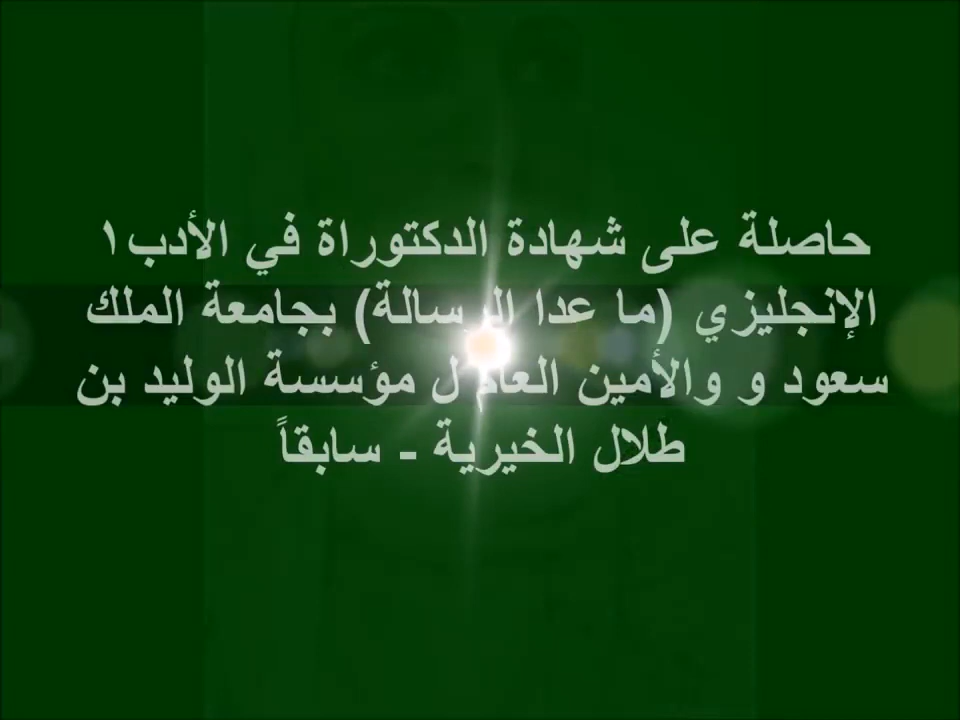 حاصلة على شهادة الدكتوراة في الأدب١
الإنجليزي (ما عدا الرسالة) بجامعة الملك
سعود و والأمين العام ل مؤسسة الوليد بن
طلال الخيرية - سابقاً